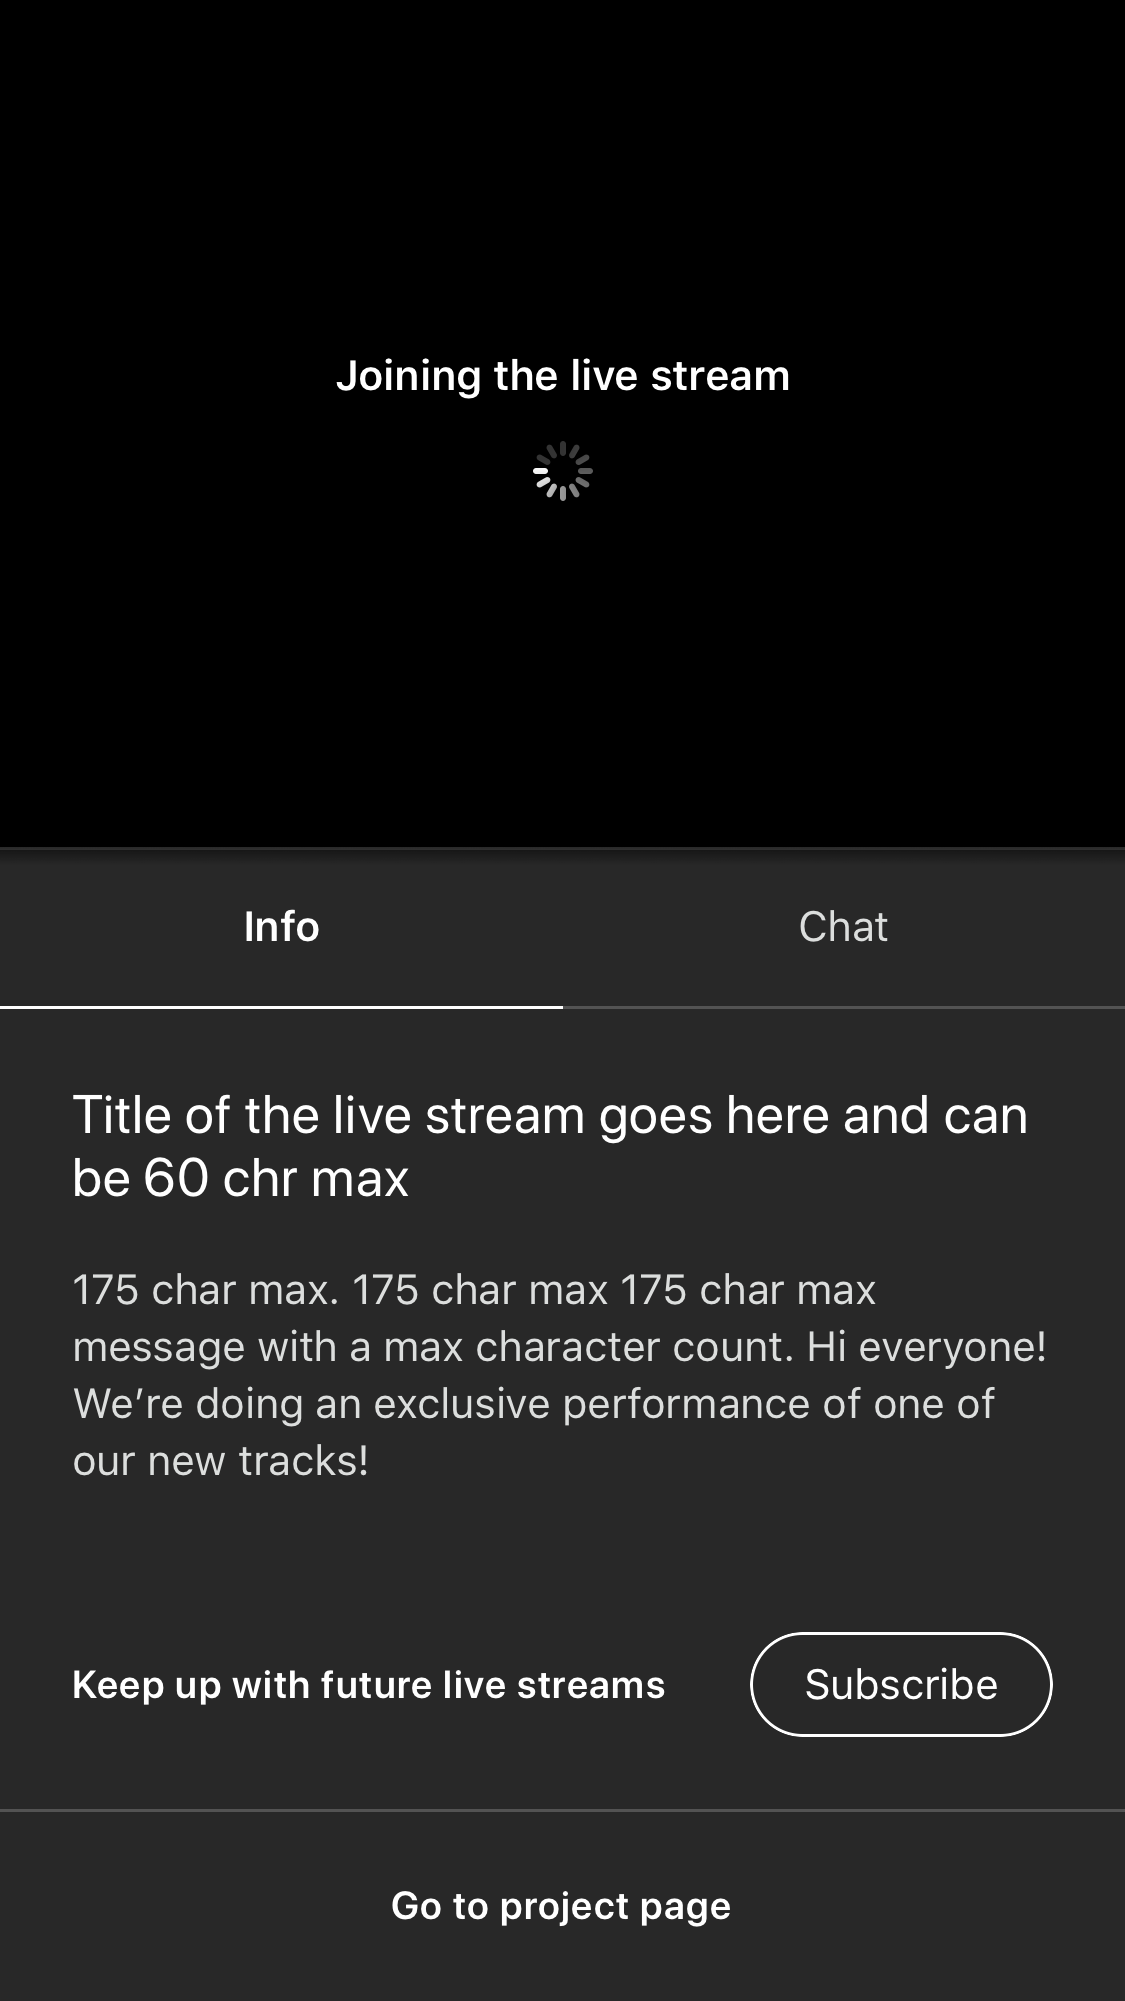 Joining the live stream
Info
Chat
Title of the live stream goes here and can
be 60 chr max
175 char max. 175 char max 175 char max
message with a max character count. Hi everyone!
We’re doing an exclusive performance of one of
our new tracks!
Keep up with future live streams
Subscribe
Go to project page